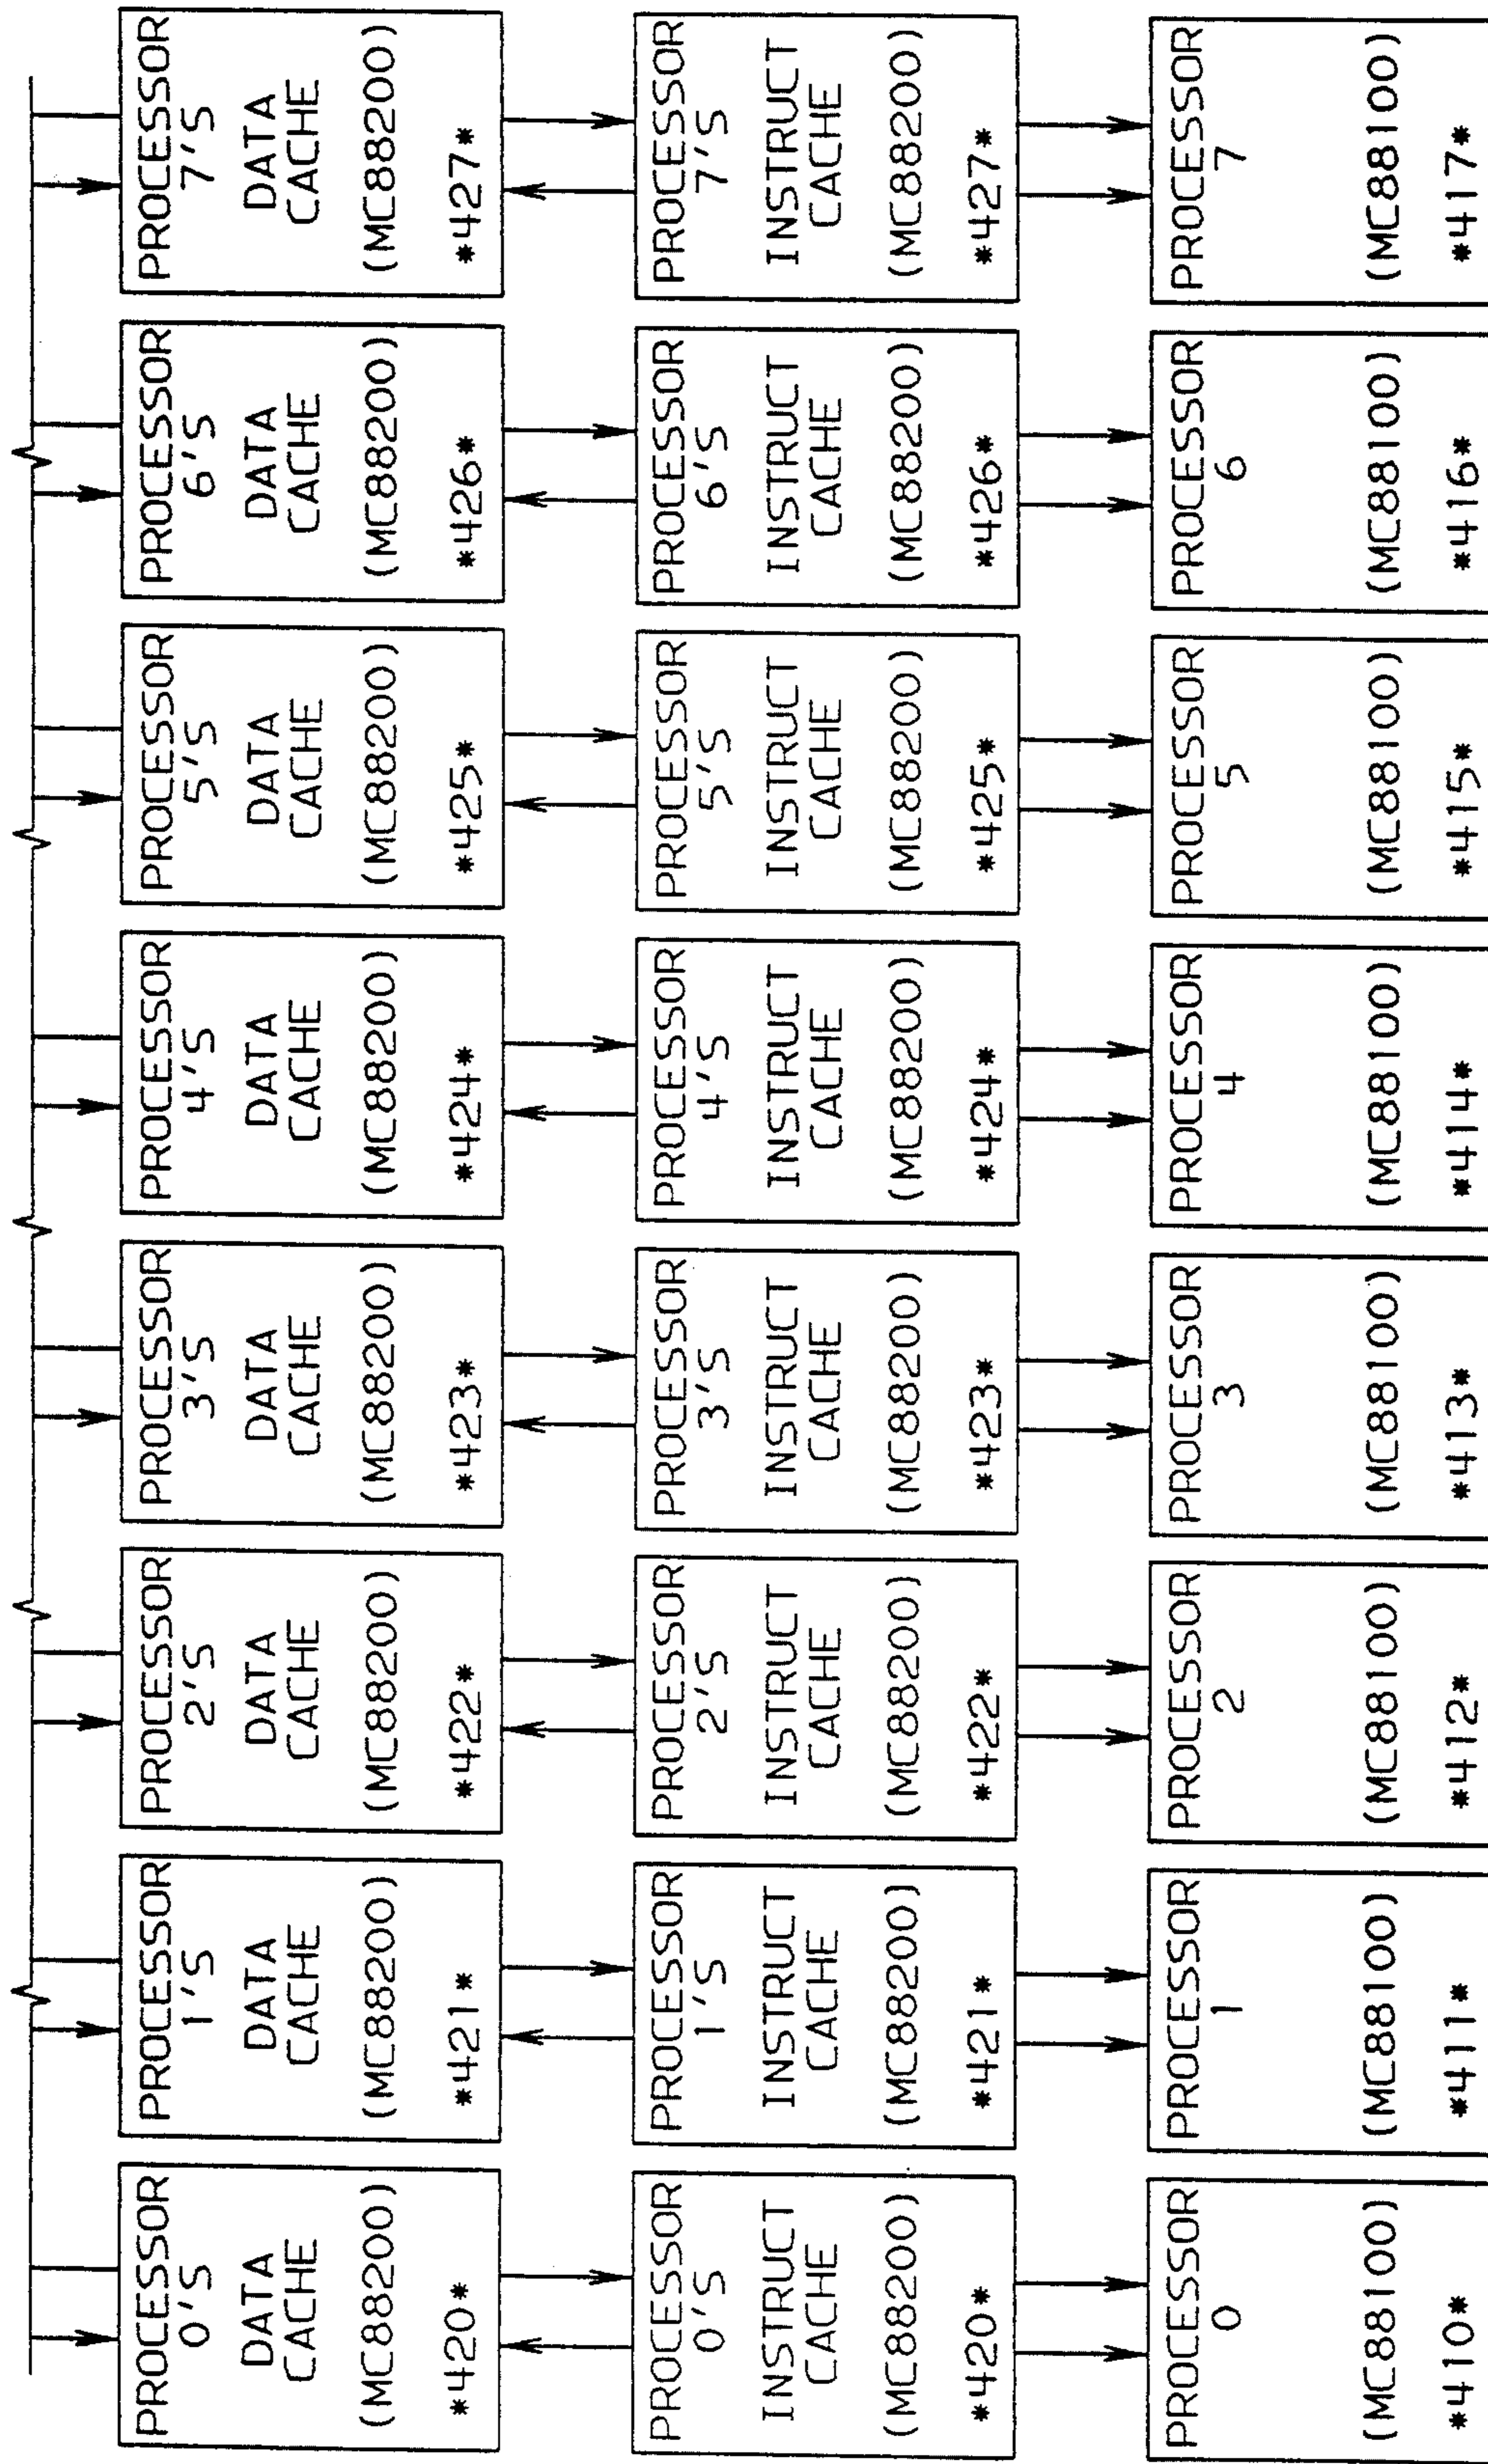 PROCESSOR
0'S
DATA
CACHE
(MC88200)
*420*
PROCESSOR
1'S
DATA
CACHE
(MC88200)
*421*
PROCESSOR
2'S
DATA
CACHE
(MC88200)
*422*
PROCESSOR
3'S
DATA
CACHE
(MC88200)
*423*
PROCESSOR
4'S
DATA
CACHE
(MC88200)
*424*
PROCESSOR
5'S
DATA
CACHE
(MC88200)
*425*
PROCESSOR
6'S
DATA
CACHE
(MC88200)
*426*
PROCESSOR
7'S
DATA
CACHE
(MC88200)
*427*
PROCESSOR
0'S
INSTRUCT
CACHE
(MC88200)
*420*
PROCESSOR
1'S
INSTRUCT
CACHE
(MC88200)
*421*
PROCESSOR
2'S
INSTRUCT
CACHE
(MC88200)
*422*
PROCESSOR
3'S
INSTRUCT
CACHE
(MC88200)
*423*
PROCESSOR
4'S
INSTRUCT
CACHE
(MC88200)
*424*
PROCESSOR
5'S
INSTRUCT
CACHE
(MC88200)
*425*
PROCESSOR
6'S
INSTRUCT
CACHE
(MC88200)
*426*
PROCESSOR
7'S
INSTRUCT
CACHE
(MC88200)
*427*
PROCESSOR
0
(MC88100)
*410*
PROCESSOR
1
(MC88100)
*411*
PROCESSOR
2
(MC88100)
*412*
PROCESSOR
3
(MC88100)
*413*
PROCESSOR
4
(MC88100)
*414*
PROCESSOR
5
(MC88100)
*415*
PROCESSOR
6
(MC88100)
*416*
PROCESSOR
7
(MC88100)
*417*